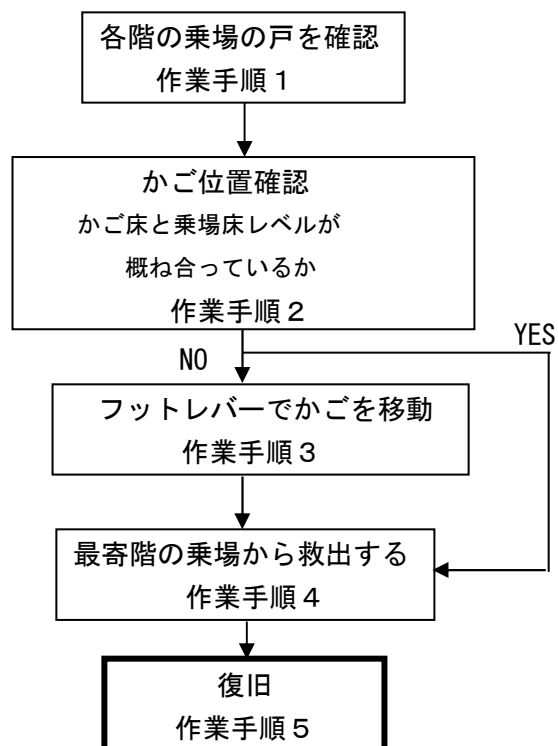 各階の乗場の戸を確認
作業手順１
かご位置確認
かご床と乗場床レベルが
概ね合っているか
作業手順２
YES
NO
フットレバーでかごを移動
作業手順３
最寄階の乗場から救出する
作業手順４
復旧
作業手順５